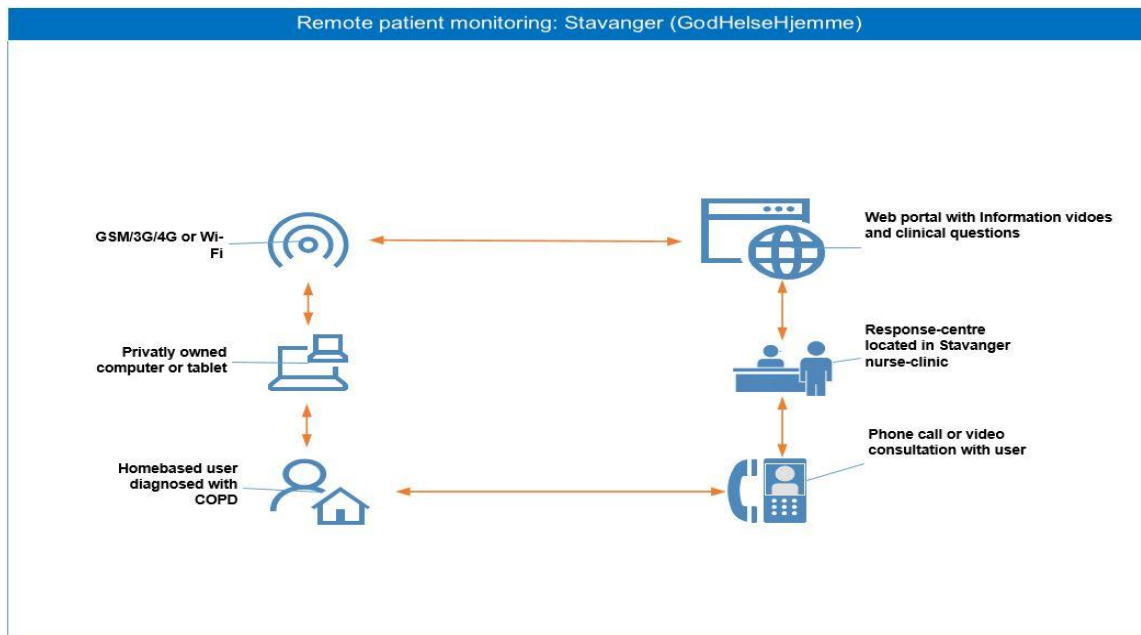 Remote patient monitoring: Stavanger (GodHelseHjemme)
GSM/3G/4G or Wi-
Fi
Web portal with Information vidoes
and clinical questions
Privatly owned
computer or tablet
Response-centre
located in Stavanger
nurse-clinic
Homebased user
diagnosed with
COPD
Phone call or video
consultation with user